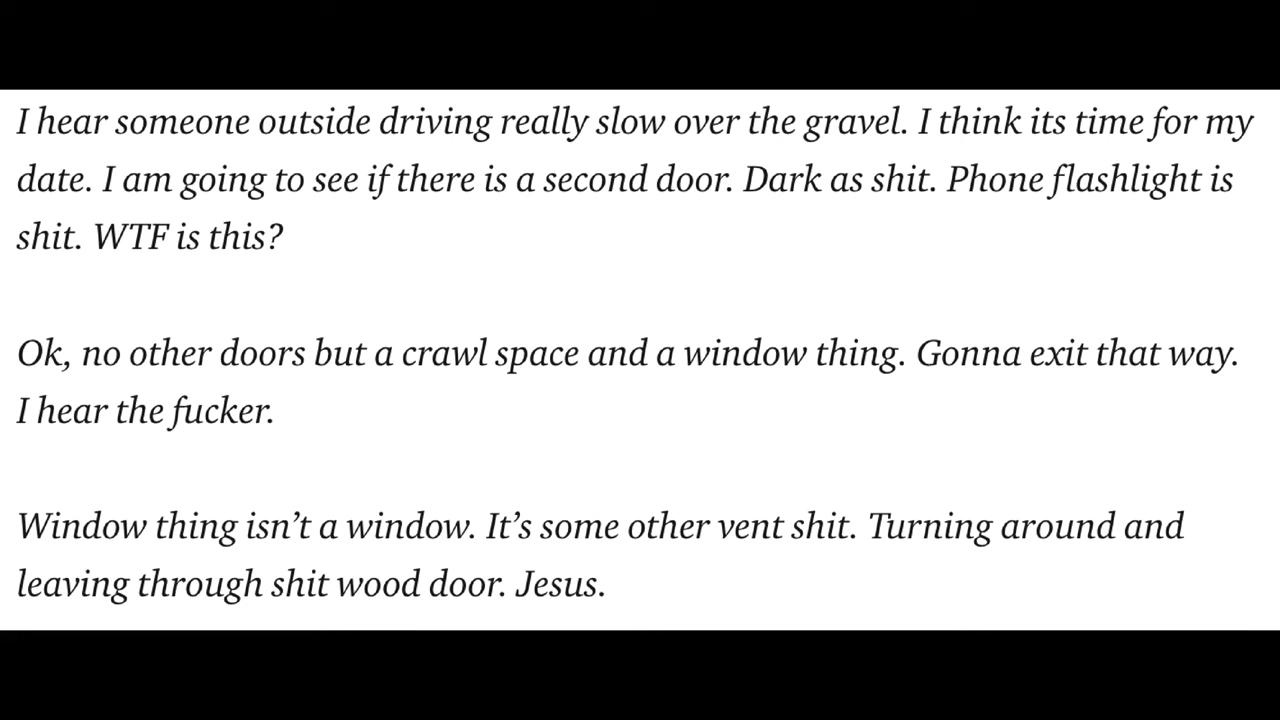 I hear someone outside driving really slow over the gravel. I think its time for my
date. I am going to see if there is a second door. Dark as shit. Phone flashlight is
shit. WTF is this?
Ok, no other doors but a crawl space and a window thing. Gonna exit that way.
I hear the fucker.
Window thing isn’t a window. It’s some other vent shit. Turning around and
leaving through shit wood door. Jesus.